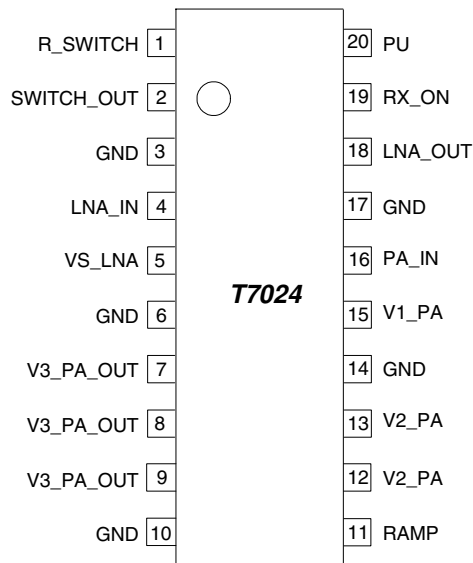 R_SWITCH 1 20 PU
SWITCH_OUT 2 19 RX_ON
GND 3 18 LNA_OUT
LNA_IN 4 17 GND
VS_LNA 5 16 PA_IN
T7024
GND 6 15 V1_PA
V3_PA_OUT 7 14 GND
V3_PA_OUT 8 13 V2_PA
V3_PA_OUT 9 12 V2_PA
GND 10 11 RAMP